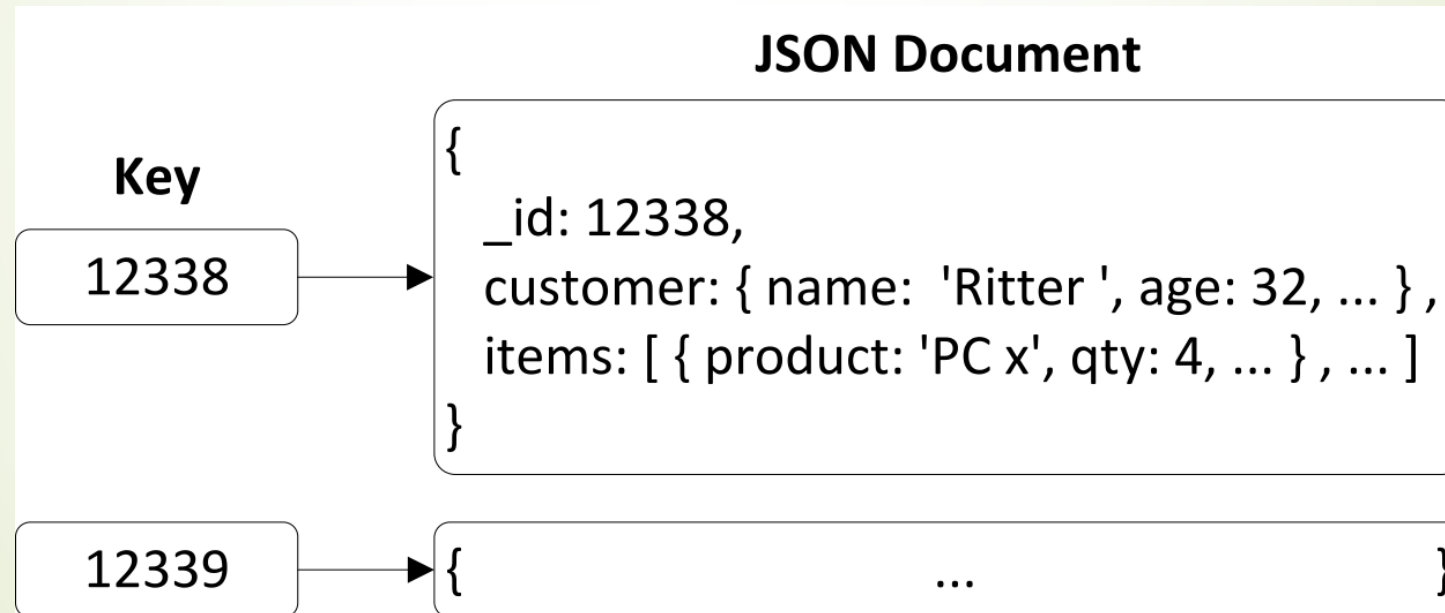 JSON Document
Key
12338
{
_id: 12338,
customer: { name:  'Ritter ', age: 32, ... } ,
items: [ { product: 'PC x', qty: 4, ... } , ... ]
}
12339
{ ... }